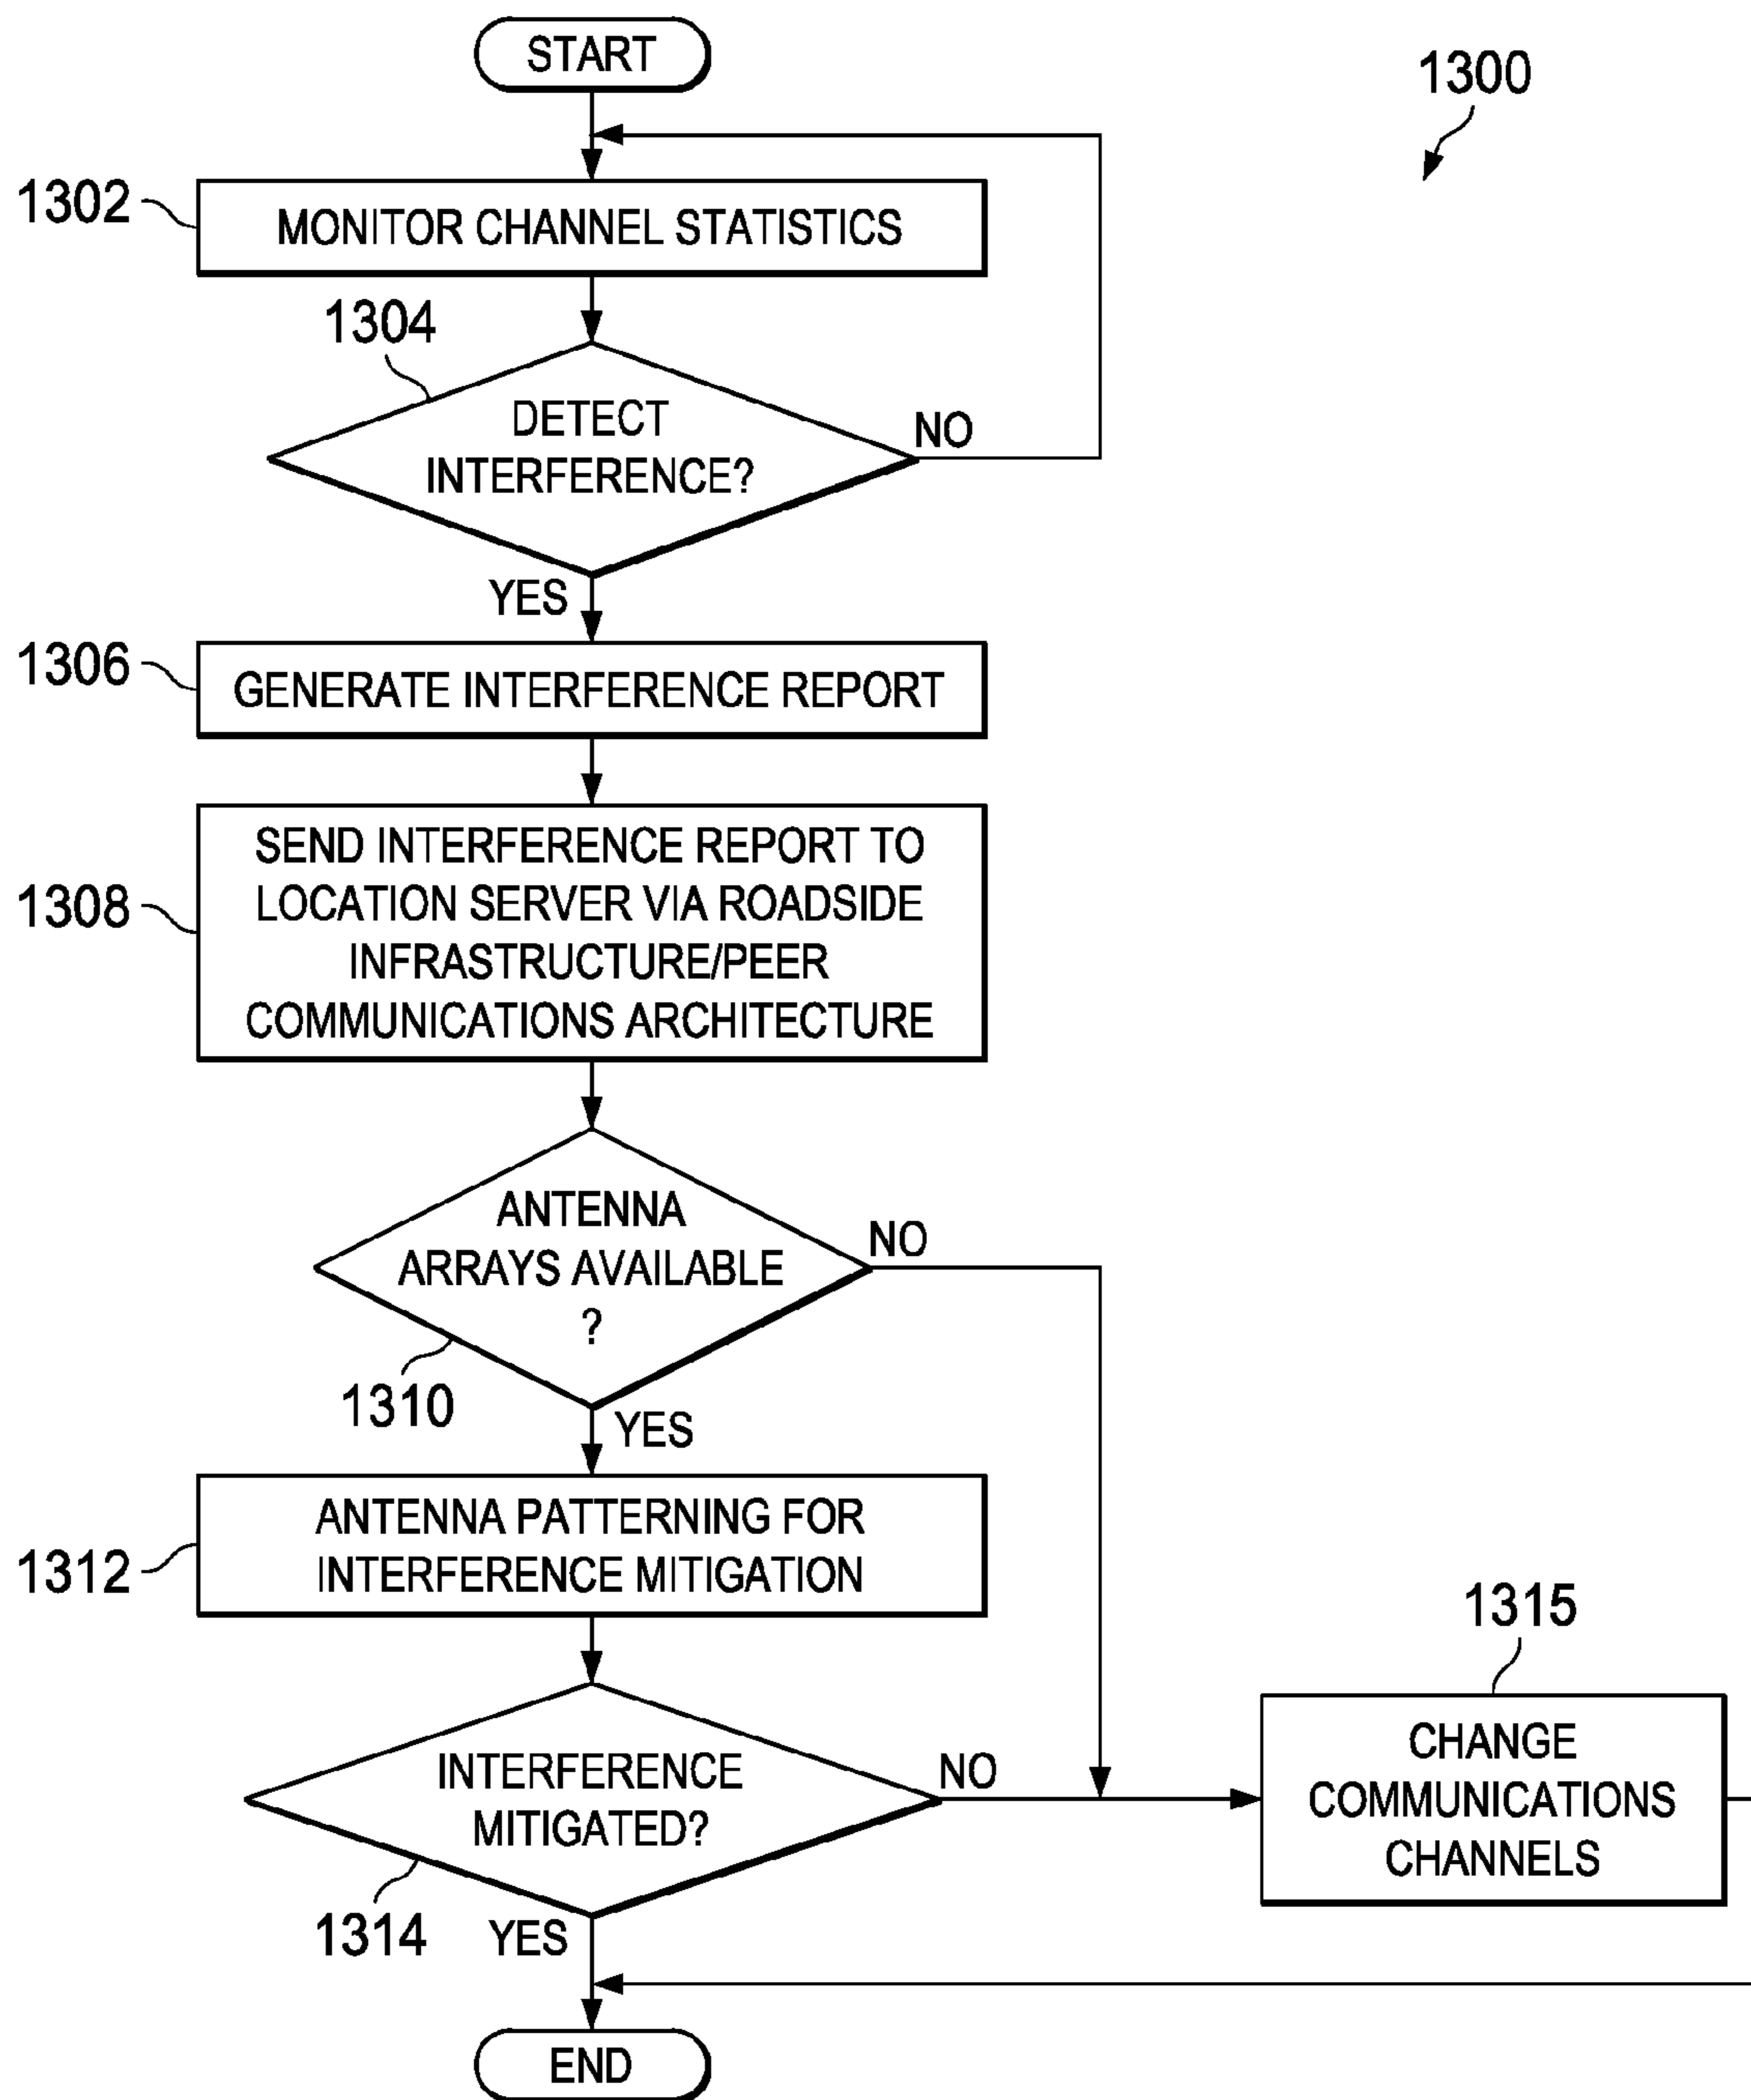 START
1300
1302
MONITOR CHANNEL STATISTICS
1304
DETECT
INTERFERENCE?
NO
YES
1306
GENERATE INTERFERENCE REPORT
1308
SEND INTERFERENCE REPORT TO
LOCATION SERVER VIA ROADSIDE
INFRASTRUCTURE/PEER
COMMUNICATIONS ARCHITECTURE
ANTENNA
ARRAYS AVAILABLE
?
NO
1310
YES
1312
ANTENNA PATTERNING FOR
INTERFERENCE MITIGATION
1315
CHANGE
COMMUNICATIONS
CHANNELS
INTERFERENCE
MITIGATED?
NO
1314
YES
END